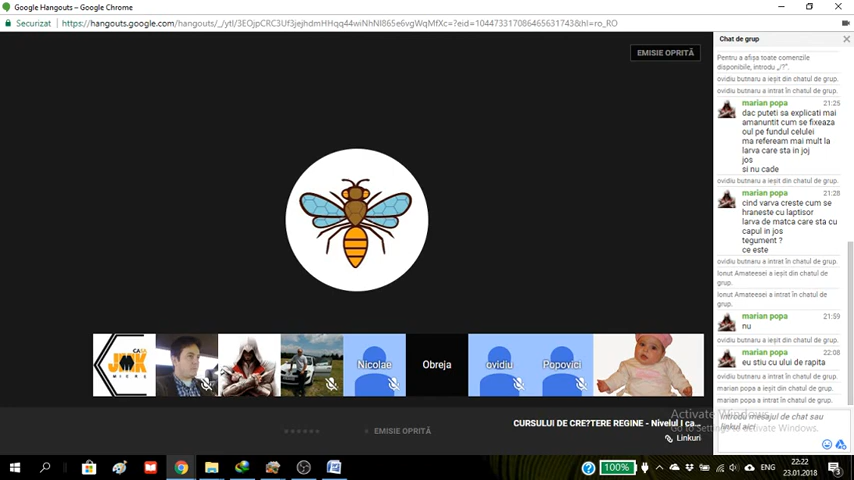 Google Hangouts – Google Chrome
Securizat
https://hangouts.google.com/hangouts/_/ytl/
EMISIE OPRITĂ
Chat de grup
Pentru a afișa toate comenzile
disponibile, introdu „/?”.
ovidiu butnaru a ieșit din chatul de grup.
ovidiu butnaru a intrat în chatul de grup.
marian popa 21:25
dac puteti sa explicati mai
amanuntit cum se fixeaza
oul pe fundul celulei
ma refeream mai mult la
larva care sta in joj
jos
si nu cade
ovidiu butnaru a ieșit din chatul de grup.
marian popa 21:28
cind varva creste cum se
hraneste cu laptisor
larva de matca care sta cu
capul in jos
tegument ?
ce este
ovidiu butnaru a intrat în chatul de grup.
Ionut Amateesei a ieșit din chatul de
grup.
Ionut Amateesei a intrat în chatul de
grup.
marian popa 21:59
nu
ovidiu butnaru a ieșit din chatul de grup.
marian popa 22:08
eu stiu cu ului de rapita
ovidiu butnaru a intrat în chatul de grup.
marian popa a ieșit din chatul de grup.
marian popa a intrat în chatul de grup.
Introdu mesajul de chat sau
linkul aici
CASA
Nicolae
Obreja
ovidiu
Popovici
EMISIE OPRITĂ
CURSULUI DE CRE?TERE REGINE - Nivelul I ca...
Linkuri
Activate Windows
Go to Settings to activate Windows.
100%
ENG
22:22
23.01.2018
3